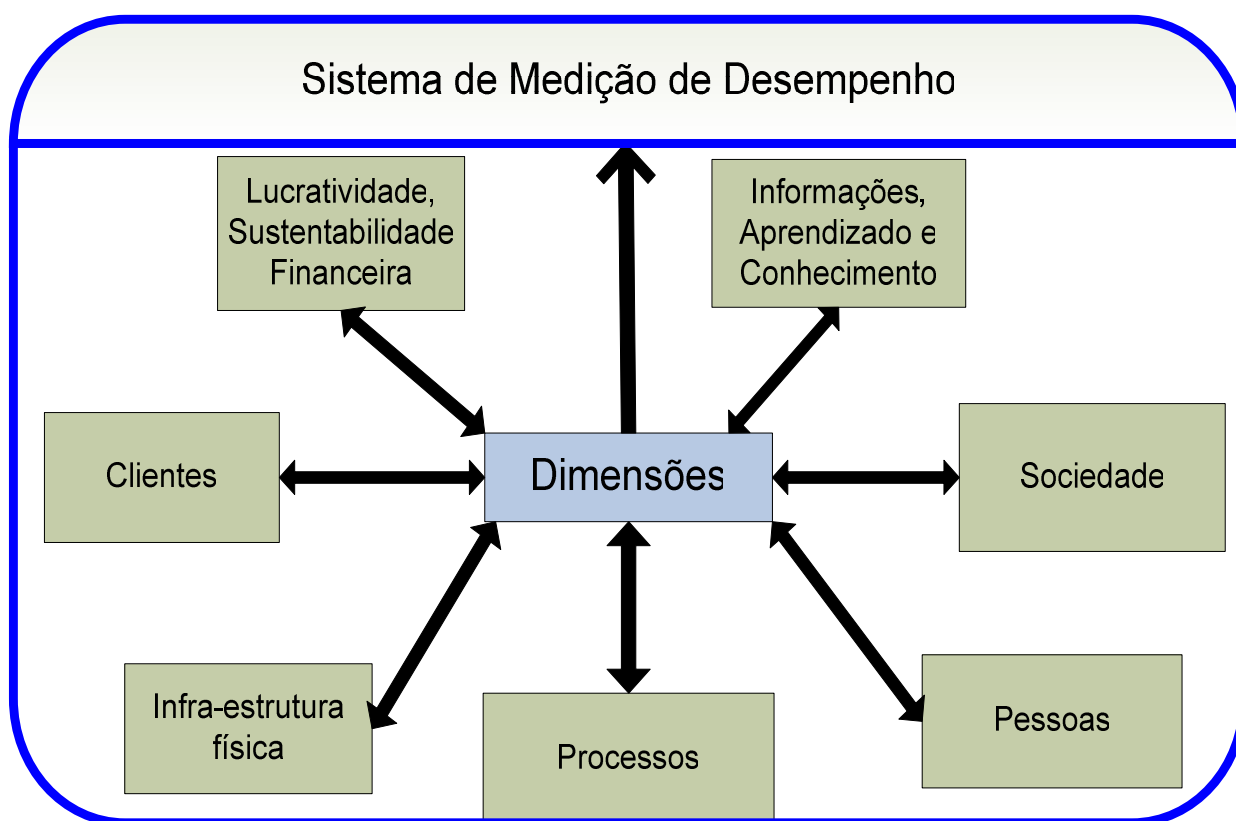 Sistema de Medição de Desempenho
Lucratividade,
Sustentabilidade
Financeira
Informações,
Aprendizado e
Conhecimento
Clientes
Dimensões
Sociedade
Infra-estrutura
física
Processos
Pessoas